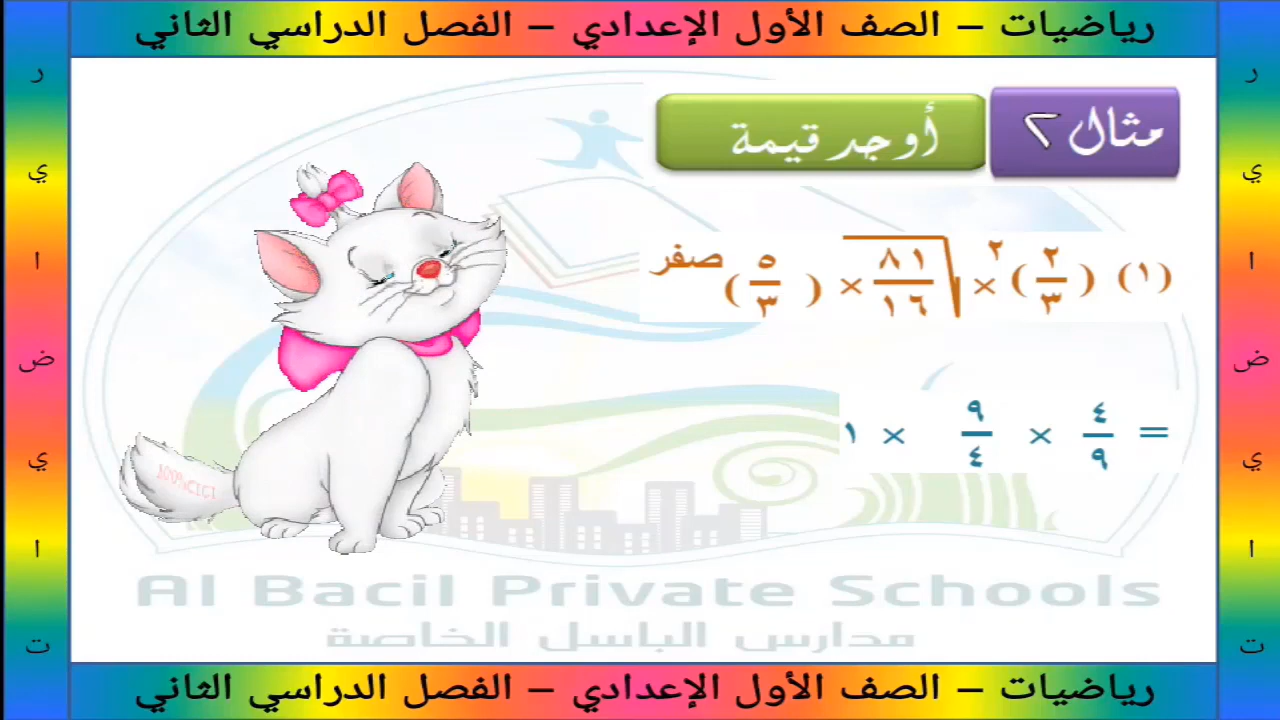 رياضيات – الصف الأول الإعدادي – الفصل الدراسي الثاني
ر ي ا ض ي ا ت
ر ي ا ض ي ا ت
مثال ٢
أوجد قيمة
(١) (٢/٣)^٢ × √(٨١/١٦) × (٥/٣)^صفر
= ٤/٩ × ٩/٤ × ١
Al Bacil Private Schools
مدارس الباسل الخاصة
رياضيات – الصف الأول الإعدادي – الفصل الدراسي الثاني